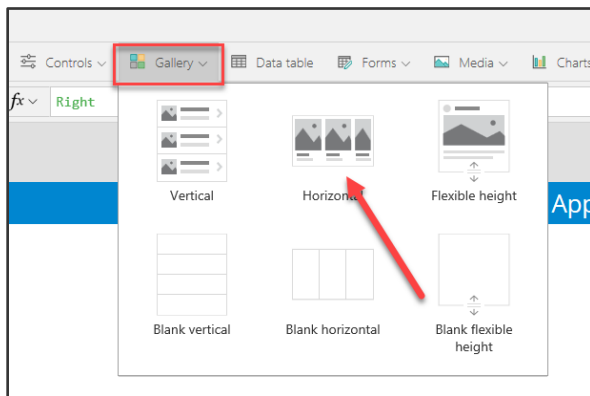 Controls Gallery Data table Forms Media Charts
fx Right
Vertical Horizontal Flexible height
App
Blank vertical Blank horizontal Blank flexible
height